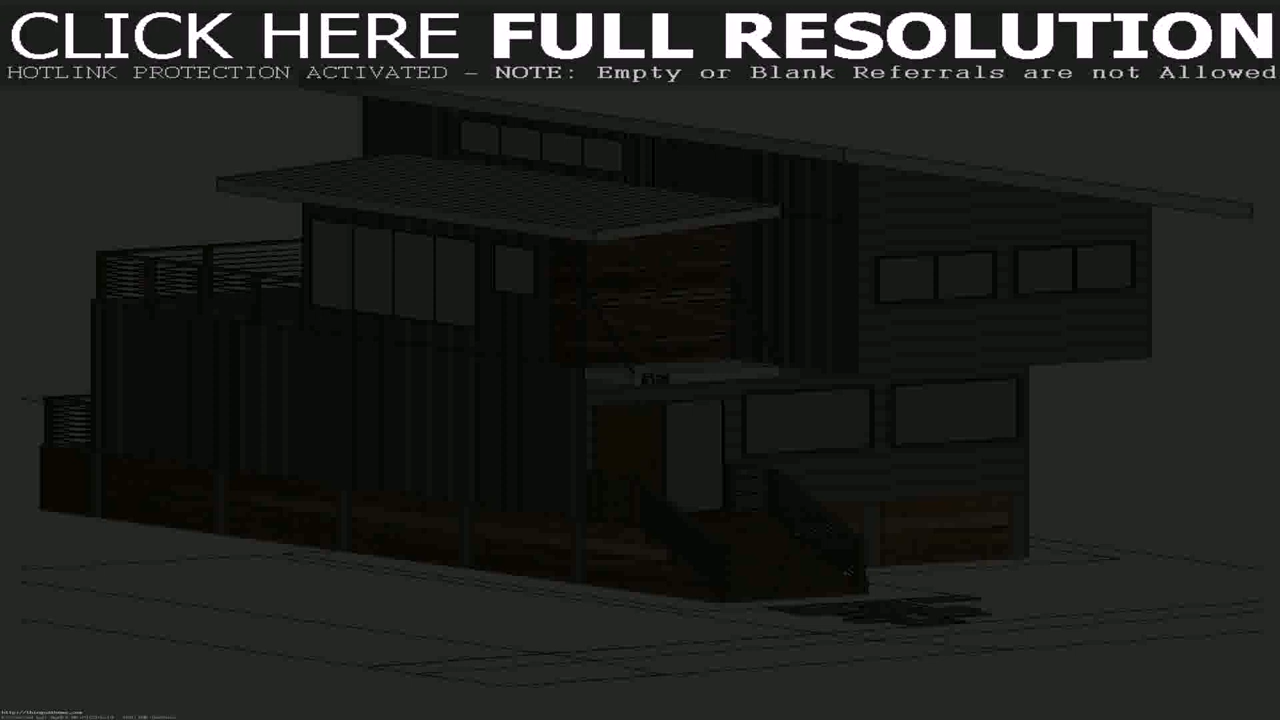 CLICK HERE FULL RESOLUTION
HOTLINK PROTECTION ACTIVATED – NOTE: Empty or Blank Referrals are not Allowed